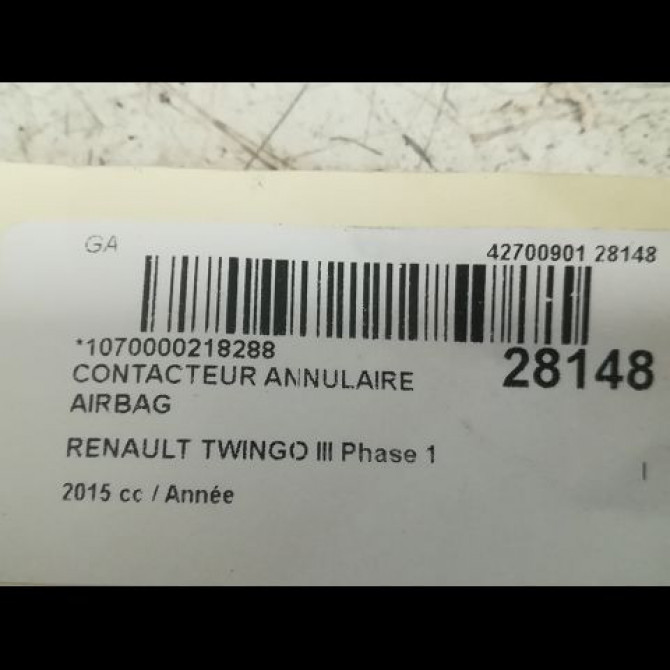 GA
42700901 28148
*1070000218288
28148
CONTACTEUR ANNULAIRE
AIRBAG
RENAULT TWINGO III Phase 1
2015 cc / Année